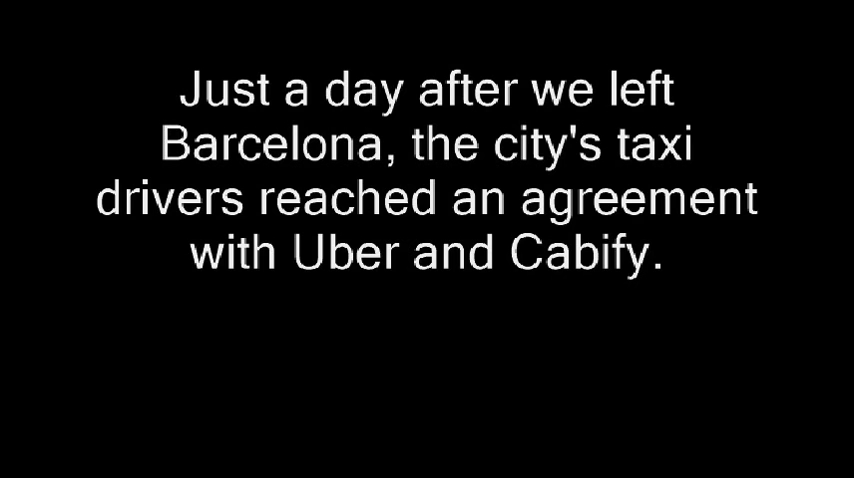 Just a day after we left
Barcelona, the city's taxi
drivers reached an agreement
with Uber and Cabify.